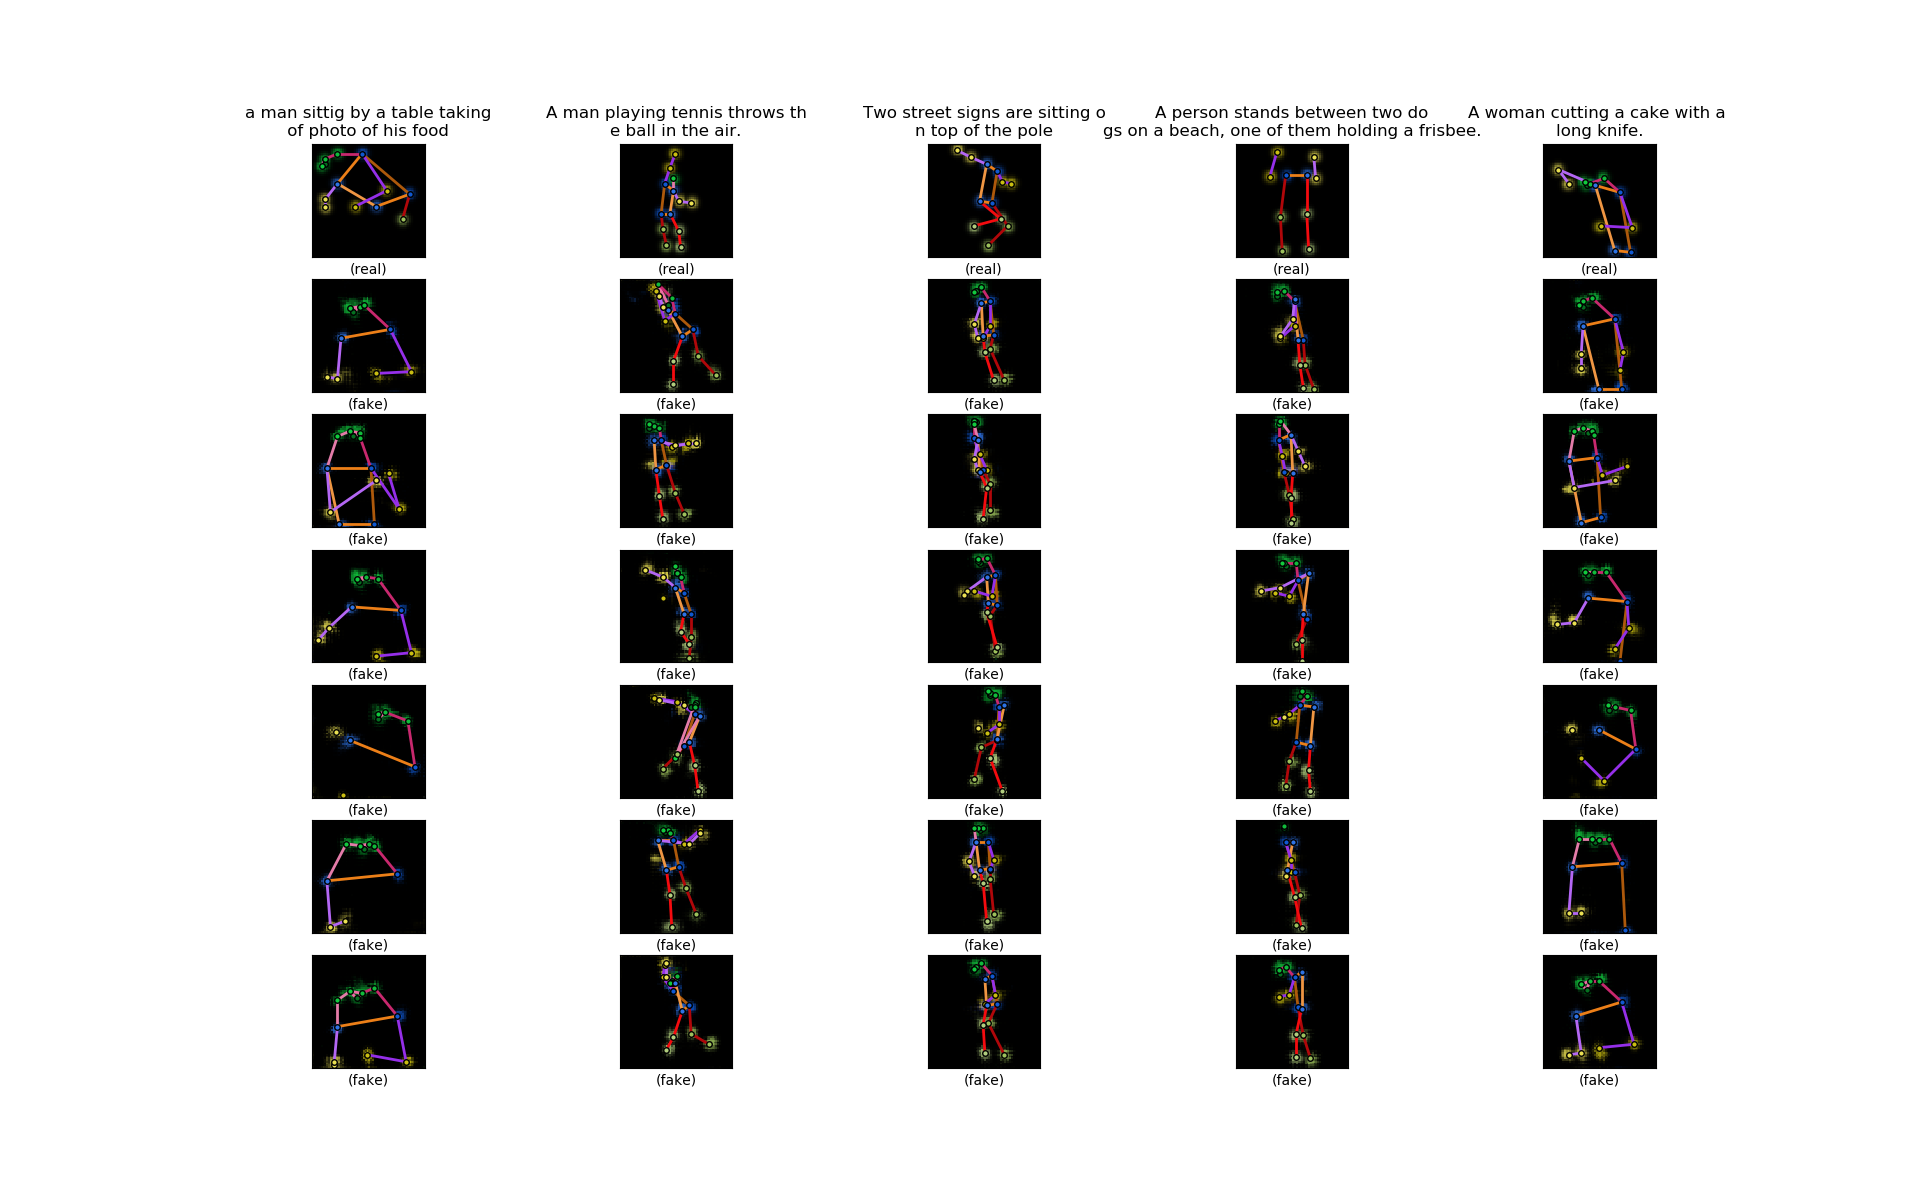 a man sittig by a table taking
of photo of his food
A man playing tennis throws th
e ball in the air.
Two street signs are sitting o
n top of the pole
A person stands between two do
gs on a beach, one of them holding a frisbee.
A woman cutting a cake with a
long knife.
(real) (real) (real) (real) (real)
(fake) (fake) (fake) (fake) (fake)
(fake) (fake) (fake) (fake) (fake)
(fake) (fake) (fake) (fake) (fake)
(fake) (fake) (fake) (fake) (fake)
(fake) (fake) (fake) (fake) (fake)
(fake) (fake) (fake) (fake) (fake)